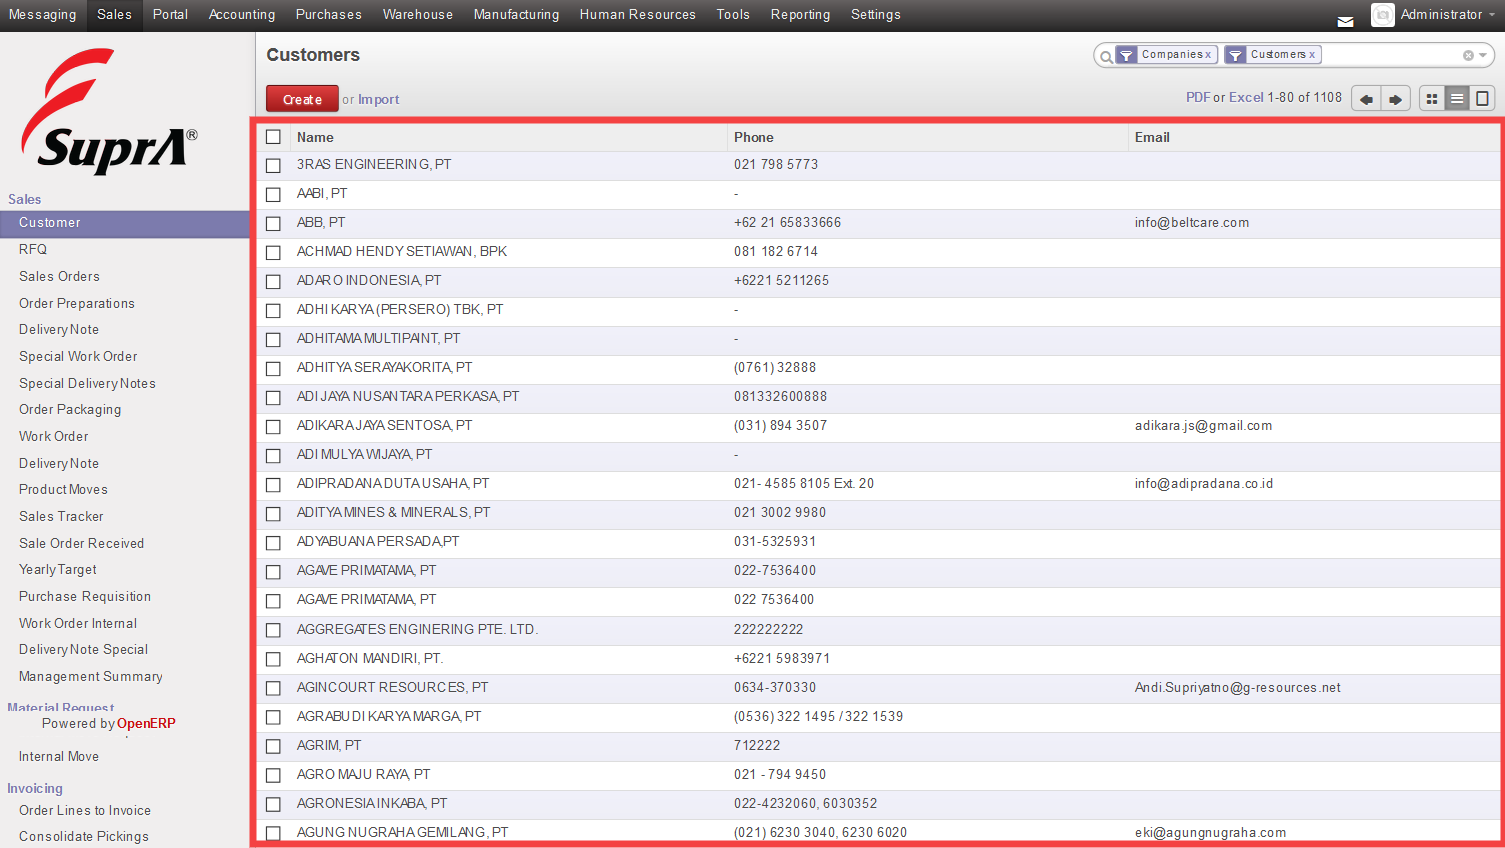 Messaging Sales Portal Accounting Purchases Warehouse Manufacturing Human Resources Tools Reporting Settings Administrator
SuprA®
Sales
Customer
RFQ
Sales Orders
Order Preparations
Delivery Note
Special Work Order
Special Delivery Notes
Order Packaging
Work Order
Delivery Note
Product Moves
Sales Tracker
Sale Order Received
Yearly Target
Purchase Requisition
Work Order Internal
Delivery Note Special
Management Summary
Material Request
Powered by OpenERP
Internal Move
Invoicing
Order Lines to Invoice
Consolidate Pickings
Customers
Companies x Customers x
Create or Import
PDF or Excel 1-80 of 1108
Name Phone Email
3RAS ENGINEERING, PT 021 798 5773
AABI, PT -
ABB, PT +62 21 65833666 info@beltcare.com
ACHMAD HENDY SETIAWAN, BPK 081 182 6714
ADARO INDONESIA, PT +6221 5211265
ADHI KARYA (PERSERO) TBK, PT -
ADHITAMA MULTIPAINT, PT -
ADHITYA SERAYAKORITA, PT (0761) 32888
ADI JAYA NUSANTARA PERKASA, PT 081332600888
ADIKARA JAYA SENTOSA, PT (031) 894 3507 adikara.js@gmail.com
ADI MULYA WIJAYA, PT -
ADIPRADANA DUTA USAHA, PT 021- 4585 8105 Ext. 20 info@adipradana.co.id
ADITYA MINES & MINERALS, PT 021 3002 9980
ADYABUANA PERSADA,PT 031-5325931
AGAVE PRIMATAMA, PT 022-7536400
AGAVE PRIMATAMA, PT 022 7536400
AGGREGATES ENGINERING PTE. LTD. 222222222
AGHATON MANDIRI, PT. +6221 5983971
AGINCOURT RESOURCES, PT 0634-370330 Andi.Supriyatno@g-resources.net
AGRABUDI KARYA MARGA, PT (0536) 322 1495 / 322 1539
AGRIM, PT 712222
AGRO MAJU RAYA, PT 021 - 794 9450
AGRONESIA INKABA, PT 022-4232060, 6030352
AGUNG NUGRAHA GEMILANG, PT (021) 6230 3040, 6230 6020 eki@agungnugraha.com